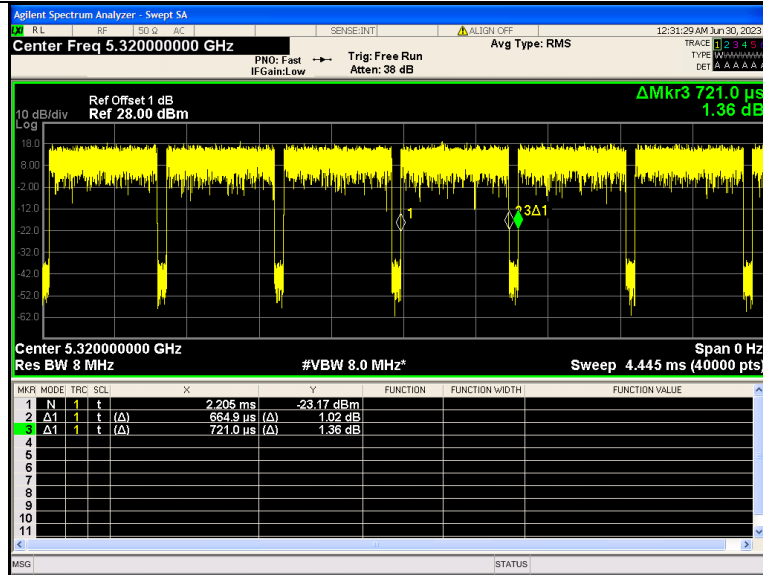 Agilent Spectrum Analyzer - Swept SA
LXI RL RF 50 Ω AC SENSE:INT ALIGN OFF 12:31:29 AM Jun 30, 2023
Center Freq 5.320000000 GHz
PNO: Fast
IFGain:Low
Trig: Free Run
Atten: 38 dB
Avg Type: RMS
TRACE 1 2 3 4 5
TYPE W
DET A A A A A
ΔMkr3 721.0 µs
1.36 dB
Ref Offset 1 dB
10 dB/div Ref 28.00 dBm
Log
18.0
8.00
-2.00
-12.0
-22.0
-32.0
-42.0
-52.0
-62.0
1
3Δ1
Center 5.320000000 GHz Span 0 Hz
Res BW 8 MHz #VBW 8.0 MHz* Sweep 4.445 ms (40000 pts)
MKR MODE TRC SCL X Y FUNCTION FUNCTION WIDTH FUNCTION VALUE
1 N 1 t 2.205 ms -23.17 dBm
2 Δ1 1 t (Δ) 664.9 µs (Δ) 1.02 dB
3 Δ1 1 t (Δ) 721.0 µs (Δ) 1.36 dB
4
5
6
7
8
9
10
11
MSG STATUS